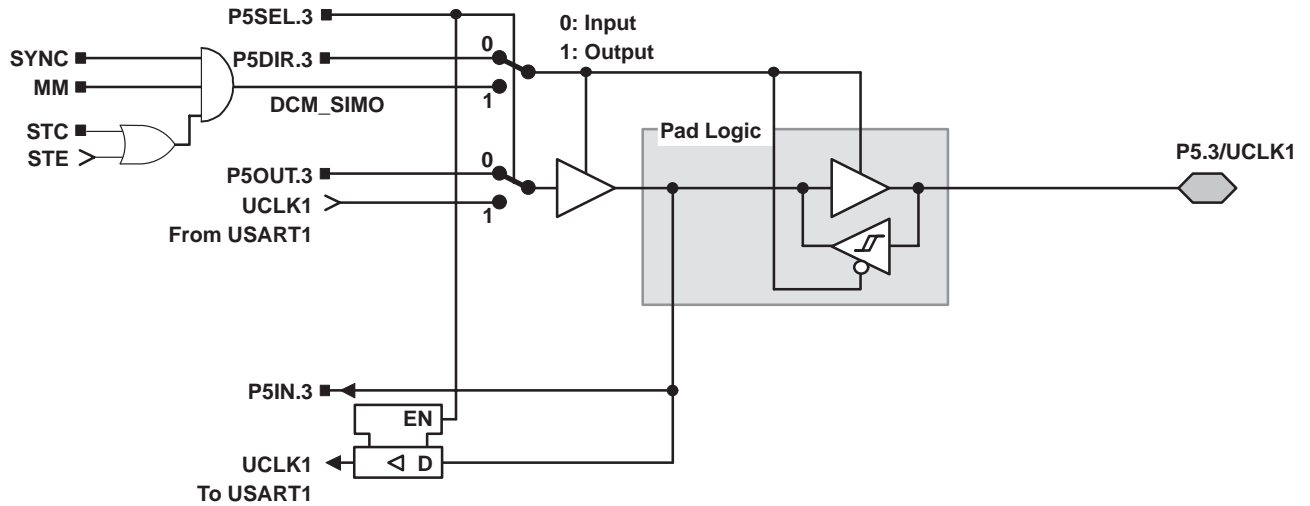 P5SEL.3
0: Input
1: Output
SYNC
P5DIR.3
0
MM
DCM_SIMO
1
STC
STE
Pad Logic
P5.3/UCLK1
P5OUT.3
0
UCLK1
1
From USART1
P5IN.3
EN
UCLK1
D
To USART1